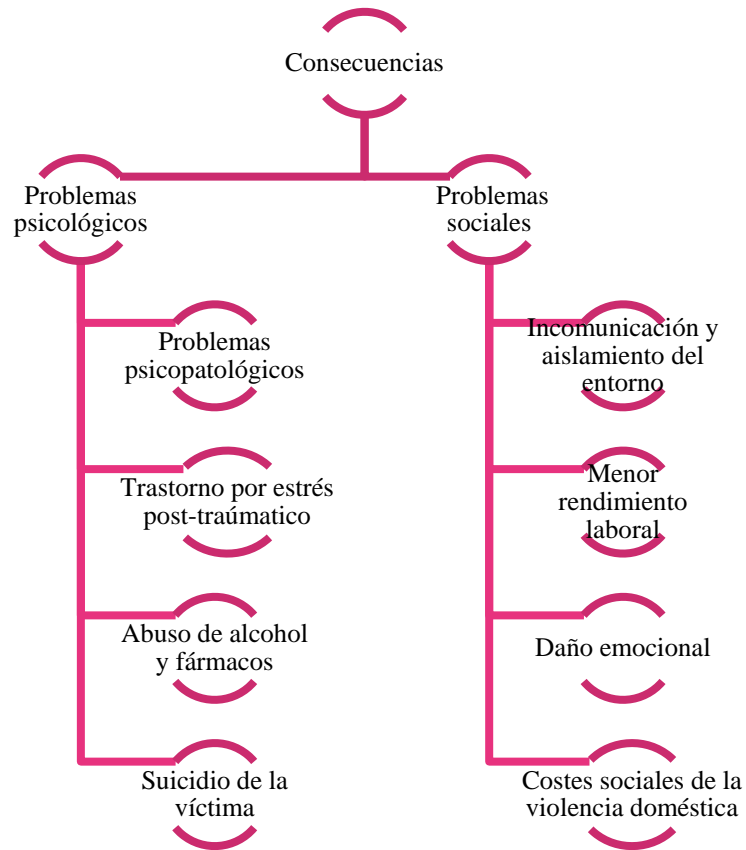 Consecuencias
Problemas
psicológicos
Problemas
psicopatológicos
Trastorno por estrés
post-traúmatico
Abuso de alcohol
y fármacos
Suicidio de la
víctima
Problemas
sociales
Incomunicación y
aislamiento del
entorno
Menor
rendimiento
laboral
Daño emocional
Costes sociales de la
violencia doméstica